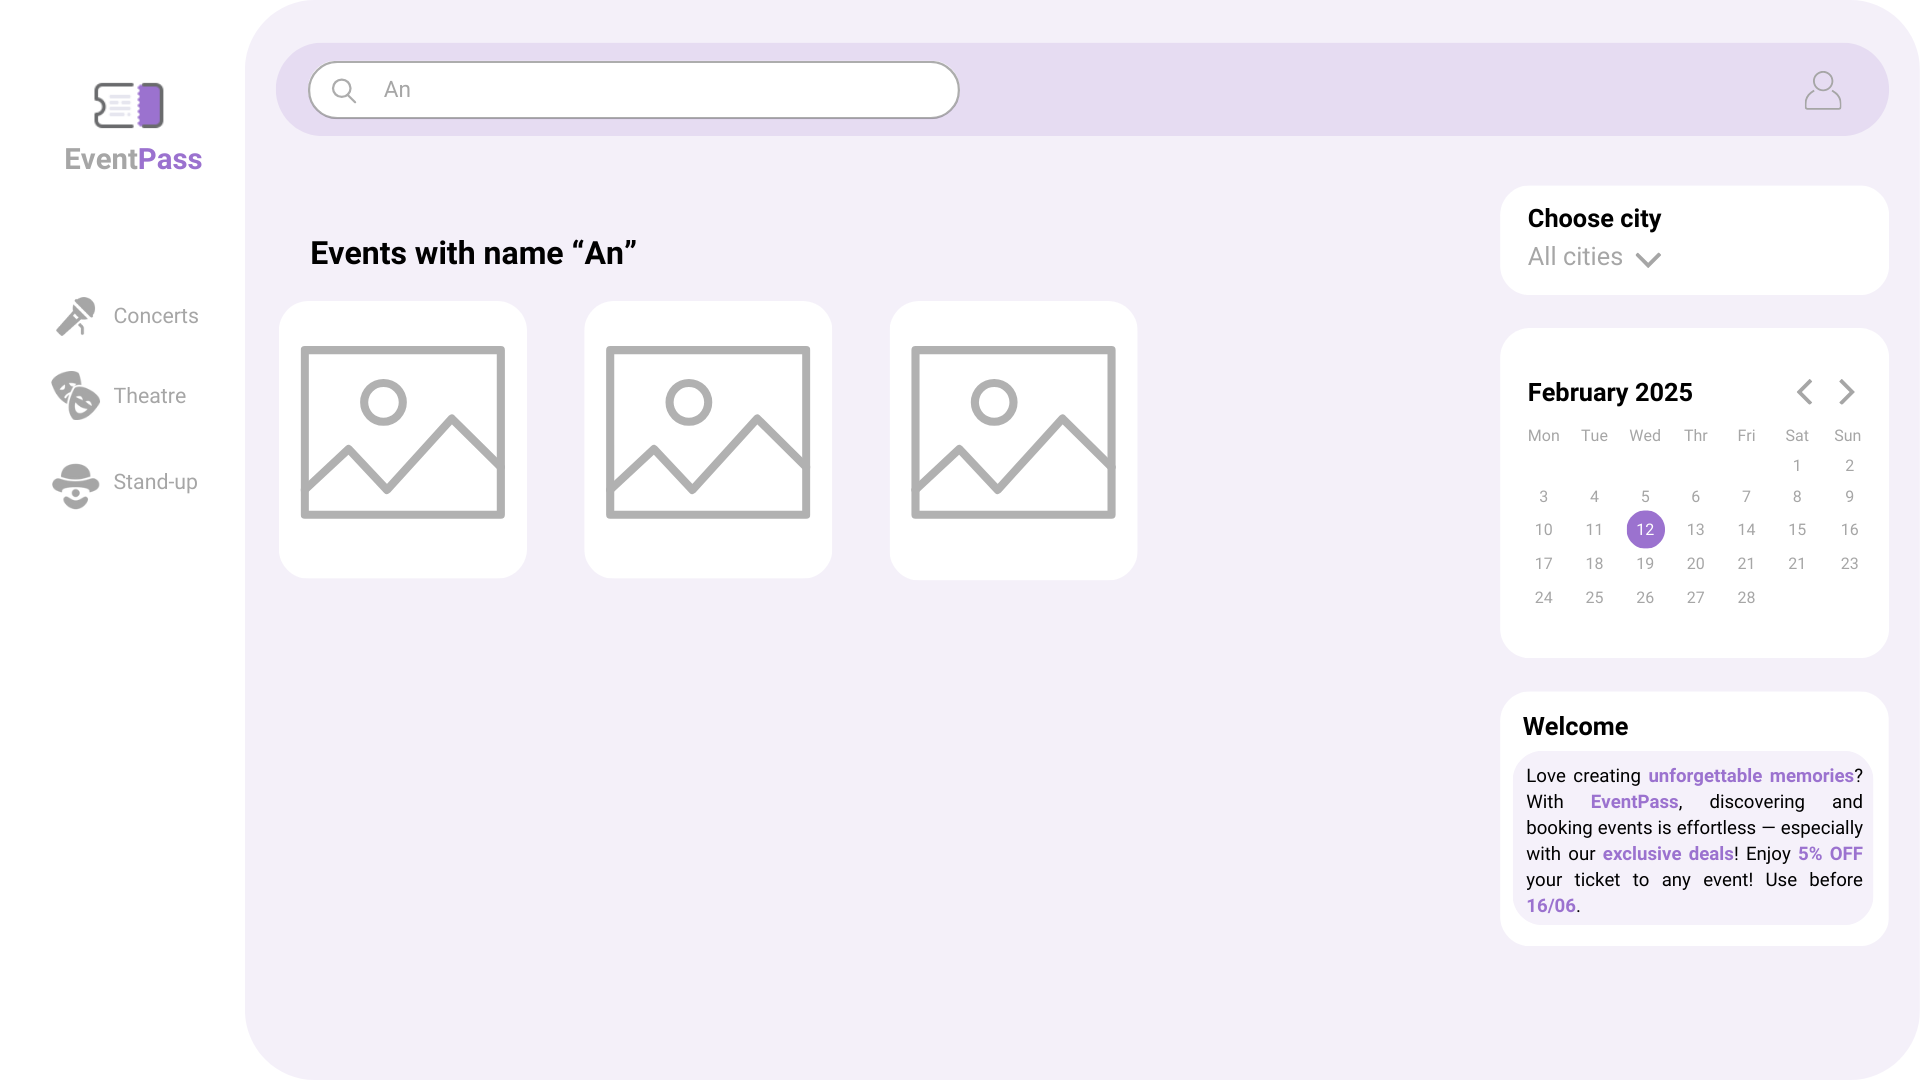 An
EventPass
Concerts
Theatre
Stand-up
Events with name “An”
Choose city
All cities
February 2025
Mon Tue Wed Thr Fri Sat Sun
1 2
3 4 5 6 7 8 9
10 11 12 13 14 15 16
17 18 19 20 21 21 23
24 25 26 27 28
Welcome
Love creating unforgettable memories?
With EventPass, discovering and
booking events is effortless — especially
with our exclusive deals! Enjoy 5% OFF
your ticket to any event! Use before
16/06.